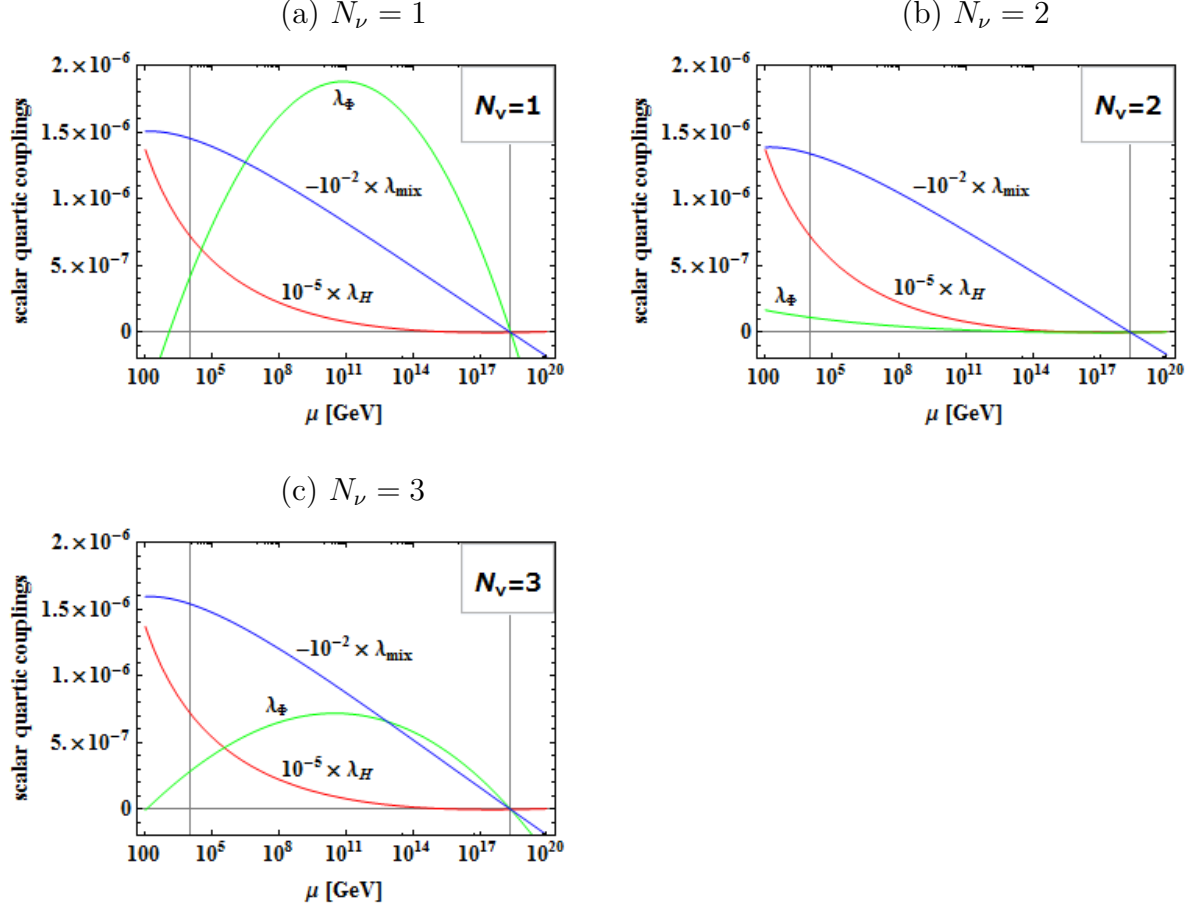 (a) N_ν = 1
scalar quartic couplings
2.×10⁻⁶
1.5×10⁻⁶
1.×10⁻⁶
5.×10⁻⁷
0
λ_Φ
N_ν=1
−10⁻² × λ_mix
10⁻⁵ × λ_H
100 10⁵ 10⁸ 10¹¹ 10¹⁴ 10¹⁷ 10²⁰
μ [GeV]
(b) N_ν = 2
scalar quartic couplings
2.×10⁻⁶
1.5×10⁻⁶
1.×10⁻⁶
5.×10⁻⁷
0
N_ν=2
−10⁻² × λ_mix
10⁻⁵ × λ_H
λ_Φ
100 10⁵ 10⁸ 10¹¹ 10¹⁴ 10¹⁷ 10²⁰
μ [GeV]
(c) N_ν = 3
scalar quartic couplings
2.×10⁻⁶
1.5×10⁻⁶
1.×10⁻⁶
5.×10⁻⁷
0
N_ν=3
−10⁻² × λ_mix
λ_Φ
10⁻⁵ × λ_H
100 10⁵ 10⁸ 10¹¹ 10¹⁴ 10¹⁷ 10²⁰
μ [GeV]